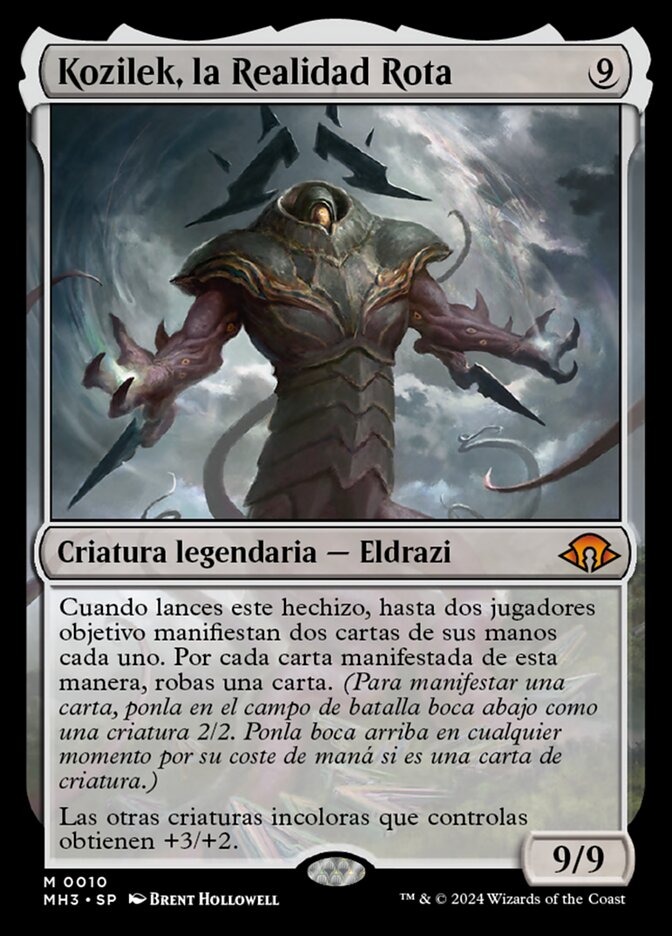 Kozilek, la Realidad Rota 9
Criatura legendaria — Eldrazi
Cuando lances este hechizo, hasta dos jugadores
objetivo manifiestan dos cartas de sus manos
cada uno. Por cada carta manifestada de esta
manera, robas una carta. (Para manifestar una
carta, ponla en el campo de batalla boca abajo como
una criatura 2/2. Ponla boca arriba en cualquier
momento por su coste de maná si es una carta de
criatura.)
Las otras criaturas incoloras que controlas
obtienen +3/+2.
9/9
M 0010
MH3 • SP BRENT HOLLOWELL
™ & © 2024 Wizards of the Coast